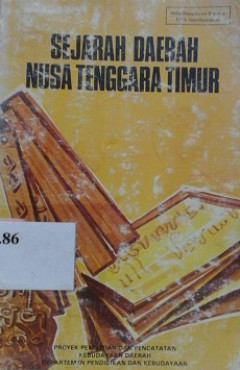 SEJARAH DAERAH
NUSA TENGGARA TIMUR
.86
PROYEK PENELITIAN DAN PENCATATAN
KEBUDAYAAN DAERAH
DEPARTEMEN PENDIDIKAN DAN KEBUDAYAAN